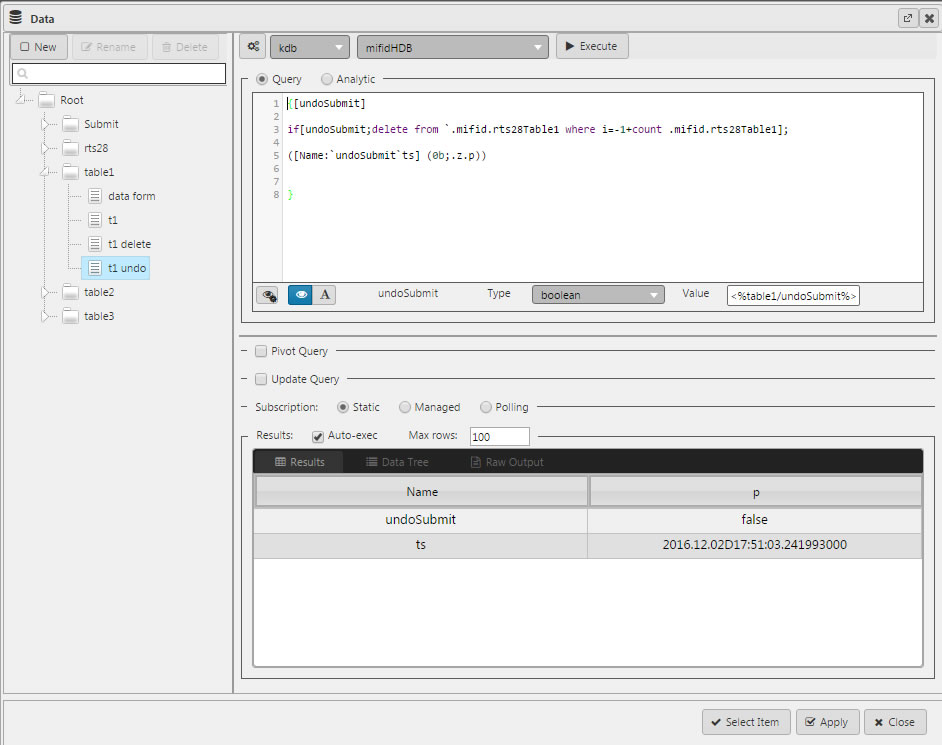 Data
New Rename Delete
Root
Submit
rts28
table1
data form
t1
t1 delete
t1 undo
table2
table3
kdb mifidHDB Execute
Query Analytic
1 {[undoSubmit]
2
3 if[undoSubmit;delete from `.mifid.rts28Table1 where i=-1+count .mifid.rts28Table1];
4
5 ([Name:`undoSubmit`ts] (0b;.z.p))
6
7
8 }
A undoSubmit Type boolean Value <%table1/undoSubmit%>
Pivot Query
Update Query
Subscription: Static Managed Polling
Results: Auto-exec Max rows: 100
Results Data Tree Raw Output
Name p
undoSubmit false
ts 2016.12.02D17:51:03.241993000
Select Item Apply Close